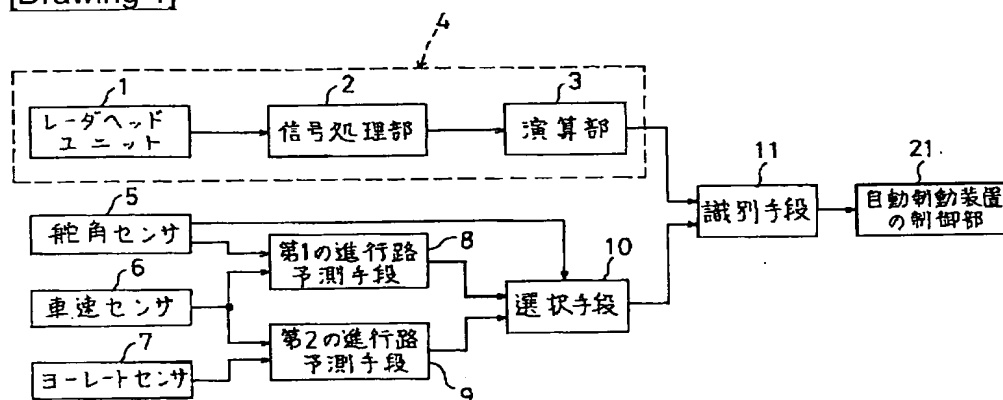 [Drawing 1]
4
1
レーダヘッド
ユニット
2
信号処理部
3
演算部
5
舵角センサ
6
車速センサ
7
ヨーレートセンサ
第1の進行路
予測手段
8
第2の進行路
予測手段
9
10
選択手段
11
識別手段
21
自動制動装置
の制御部